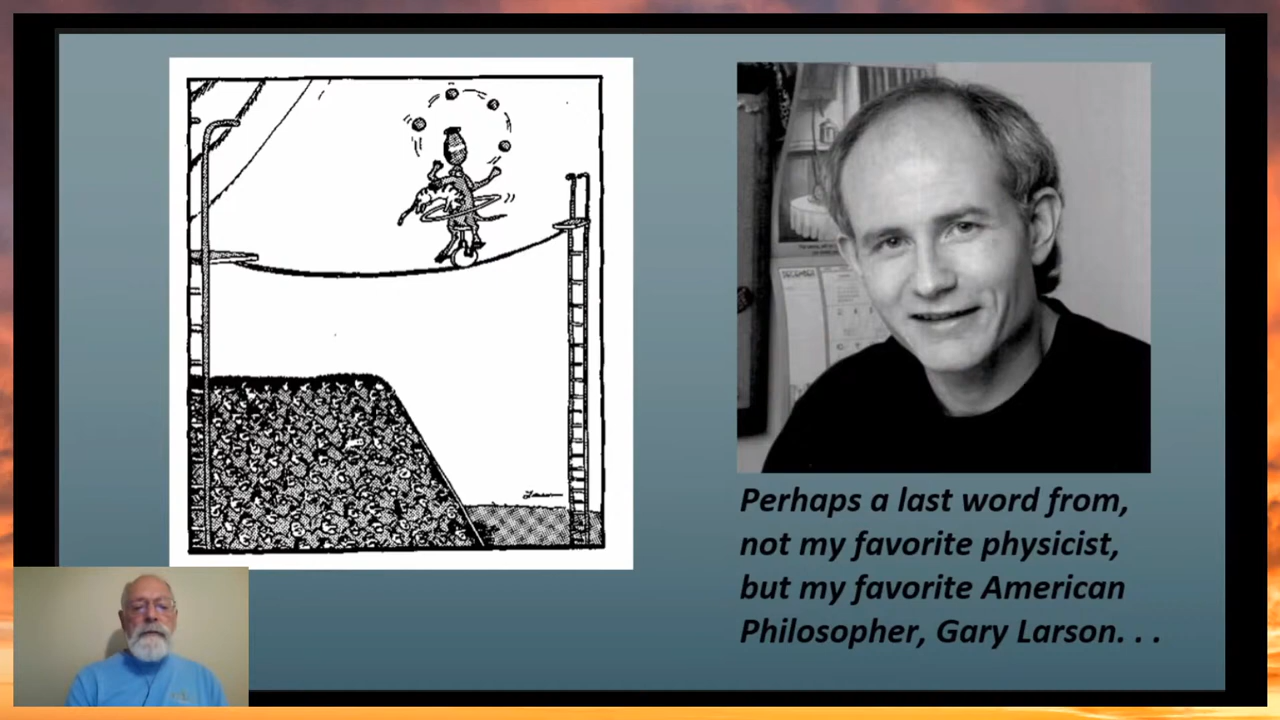 Perhaps a last word from,
not my favorite physicist,
but my favorite American
Philosopher, Gary Larson. . .